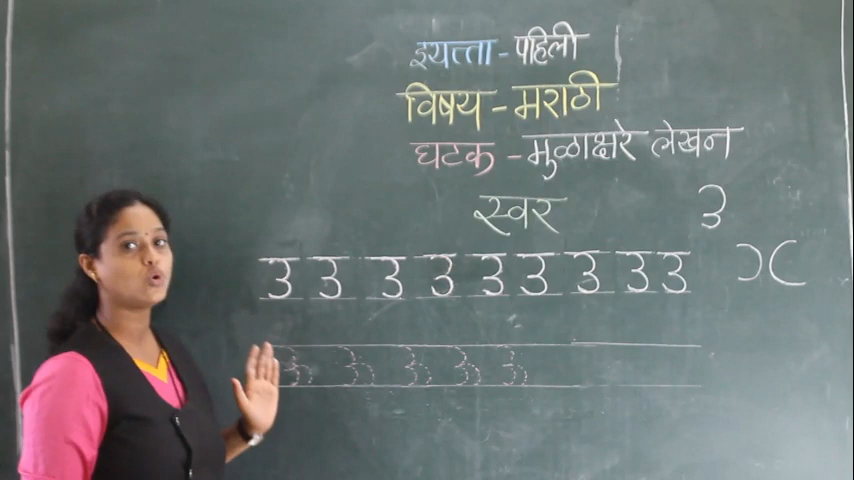 इयत्ता - पहिली
विषय - मराठी
घटक - मुळाक्षरे लेखन
स्वर
उ उ उ उ उ उ उ उ उ
ऊ ऊ ऊ ऊ ऊ